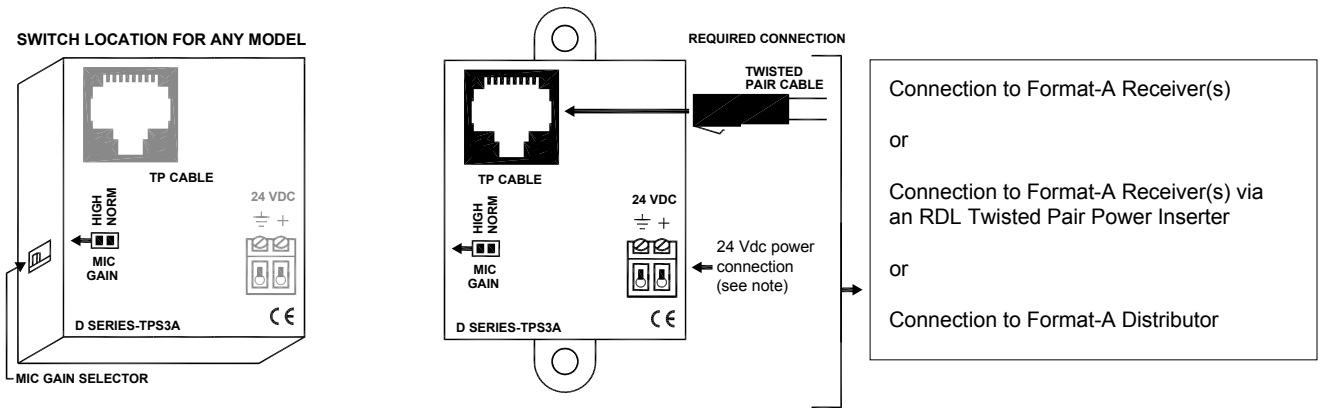 SWITCH LOCATION FOR ANY MODEL
TP CABLE
24 VDC
+
HIGH
NORM
MIC
GAIN
D SERIES-TPS3A
CE
MIC GAIN SELECTOR
REQUIRED CONNECTION
TWISTED
PAIR CABLE
TP CABLE
24 VDC
+
HIGH
NORM
MIC
GAIN
24 Vdc power
connection
(see note)
D SERIES-TPS3A
CE
Connection to Format-A Receiver(s)
or
Connection to Format-A Receiver(s) via
an RDL Twisted Pair Power Inserter
or
Connection to Format-A Distributor